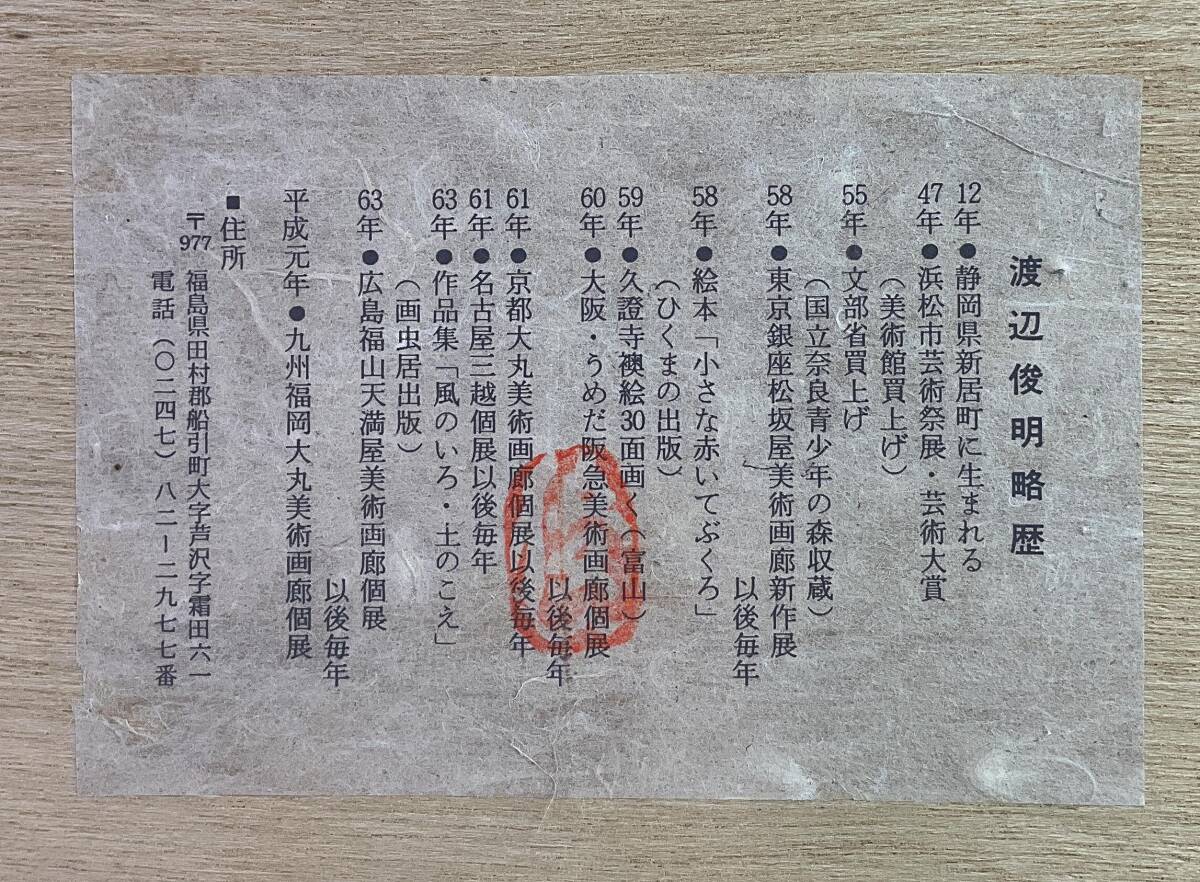 渡辺俊明略歴
12年●静岡県新居町に生まれる
47年●浜松市芸術祭展・芸術大賞
（美術館買上げ）
55年●文部省買上げ
（国立奈良青少年の森収蔵）
58年●東京銀座松坂屋美術画廊新作展
以後毎年
58年●絵本「小さな赤いてぶくろ」
（ひくまの出版）
59年●久證寺襖絵30面画く（富山）
60年●大阪・うめだ阪急美術画廊個展
以後毎年
61年●京都大丸美術画廊個展以後毎年
61年●名古屋三越個展以後毎年
63年●作品集「風のいろ・土のこえ」
（画虫居出版）
63年●広島福山天満屋美術画廊個展
以後毎年
平成元年●九州福岡大丸美術画廊個展
■住所
〒977 福島県田村郡船引町大字芦沢字霜田六一
電話（〇二四七）八二ー二九七七番